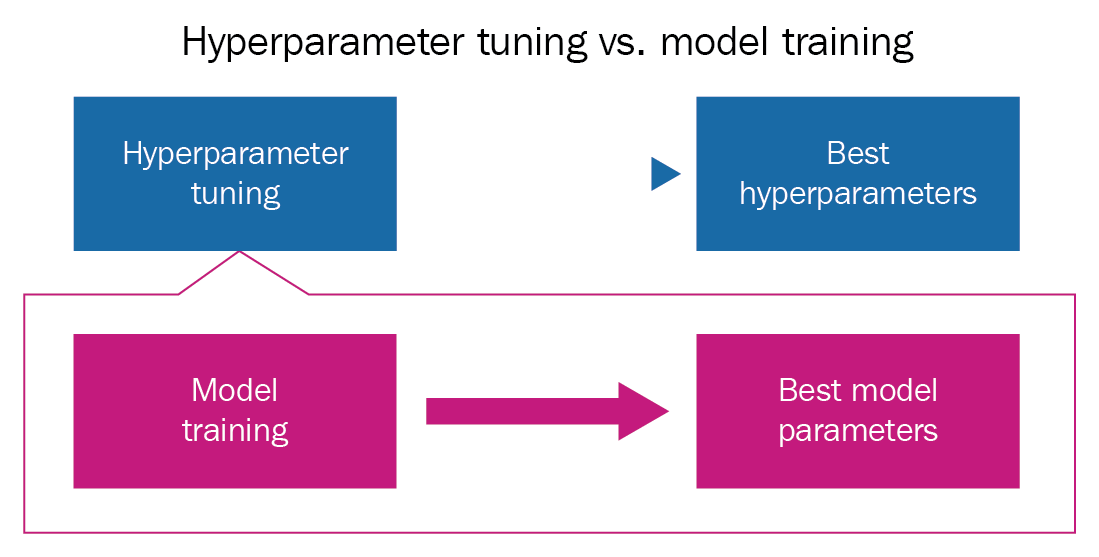 Hyperparameter tuning vs. model training
Hyperparameter
tuning
Best
hyperparameters
Model
training
Best model
parameters